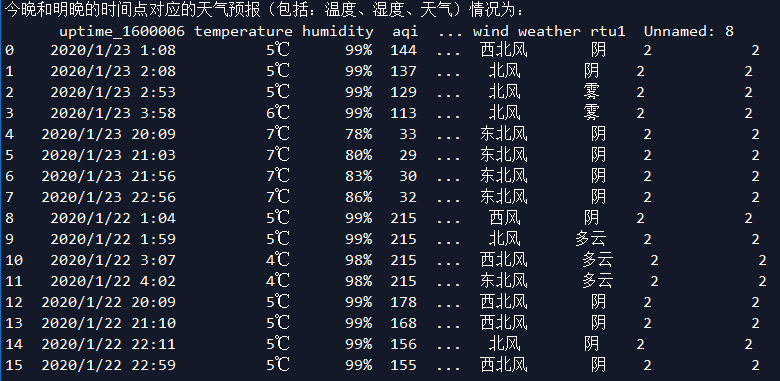 今晚和明晚的时间点对应的天气预报（包括：温度、湿度、天气）情况为：
uptime_1600006 temperature humidity aqi ... wind weather rtu1 Unnamed: 8
0 2020/1/23 1:08 5℃ 99% 144 ... 西北风 阴 2 2
1 2020/1/23 2:08 5℃ 99% 137 ... 北风 阴 2 2
2 2020/1/23 2:53 5℃ 99% 129 ... 北风 雾 2 2
3 2020/1/23 3:58 6℃ 99% 113 ... 北风 雾 2 2
4 2020/1/23 20:09 7℃ 78% 33 ... 东北风 阴 2 2
5 2020/1/23 21:03 7℃ 80% 29 ... 东北风 阴 2 2
6 2020/1/23 21:56 7℃ 83% 30 ... 东北风 阴 2 2
7 2020/1/23 22:56 7℃ 86% 32 ... 东北风 阴 2 2
8 2020/1/22 1:04 5℃ 99% 215 ... 西风 阴 2 2
9 2020/1/22 1:59 5℃ 99% 215 ... 北风 多云 2 2
10 2020/1/22 3:07 4℃ 98% 215 ... 西北风 多云 2 2
11 2020/1/22 4:02 4℃ 98% 215 ... 东北风 多云 2 2
12 2020/1/22 20:09 5℃ 99% 178 ... 西北风 阴 2 2
13 2020/1/22 21:10 5℃ 99% 168 ... 西北风 阴 2 2
14 2020/1/22 22:11 5℃ 99% 156 ... 北风 阴 2 2
15 2020/1/22 22:59 5℃ 99% 155 ... 西北风 阴 2 2